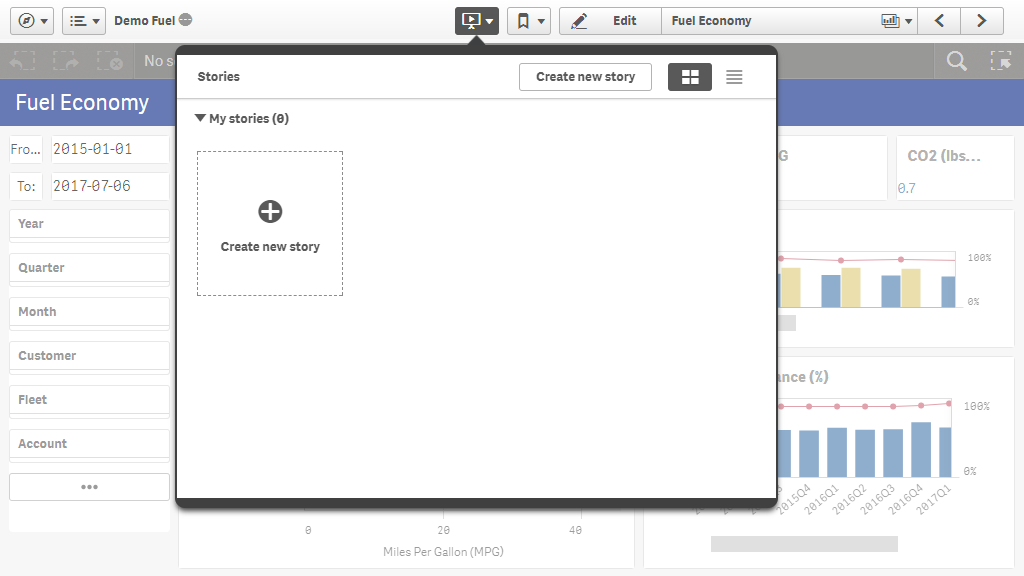 Demo Fuel
Edit
Fuel Economy
No s
Stories
Create new story
Fuel Economy
My stories (0)
Fro...
2015-01-01
To:
2017-07-06
Create new story
G
CO2 (lbs...
0.7
Year
Quarter
Month
Customer
Fleet
Account
•••
100%
0%
nce (%)
100%
0%
2015Q4
2016Q1
2016Q2
2016Q3
2016Q4
2017Q1
0
20
40
Miles Per Gallon (MPG)